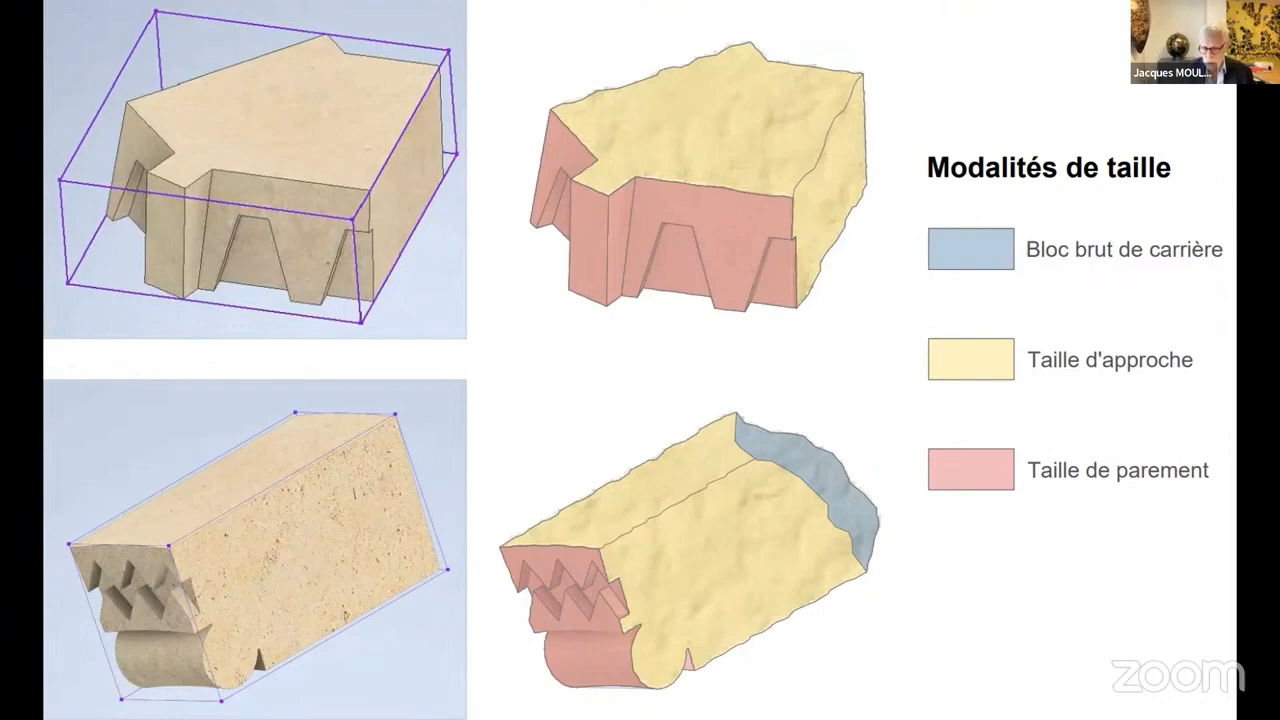 Jacques MOUL...
Modalités de taille
Bloc brut de carrière
Taille d'approche
Taille de parement
zoom